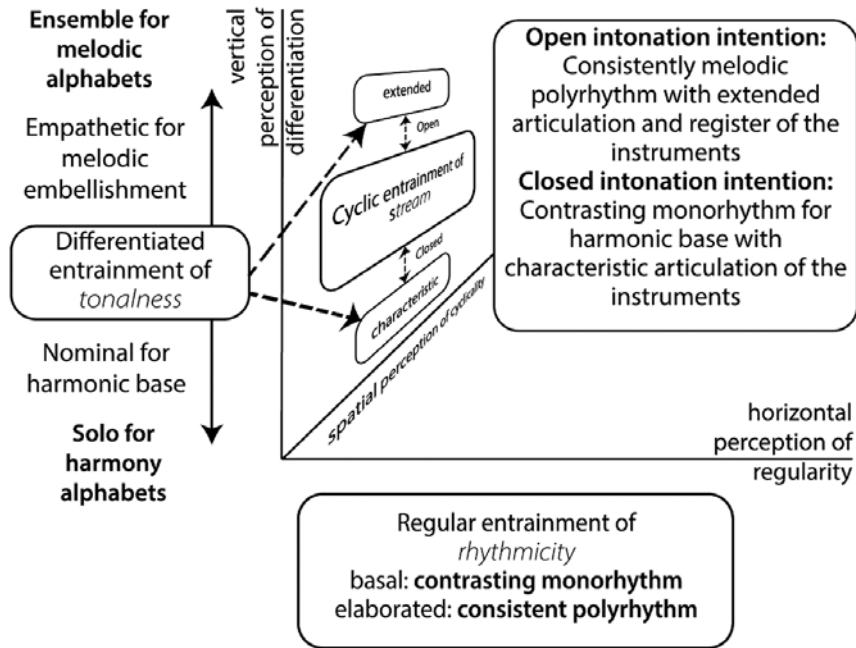 Ensemble for
melodic
alphabets
Empathetic for
melodic
embellishment
Differentiated
entrainment of
tonalness
Nominal for
harmonic base
Solo for
harmony
alphabets
vertical
perception of
differentiation
extended
Open
Cyclic entrainment of
stream
Closed
characteristic
spatial perception of cyclicality
Open intonation intention:
Consistently melodic
polyrhythm with extended
articulation and register of the
instruments
Closed intonation intention:
Contrasting monorhythm for
harmonic base with
characteristic articulation of the
instruments
horizontal
perception of
regularity
Regular entrainment of
rhythmicity
basal: contrasting monorhythm
elaborated: consistent polyrhythm